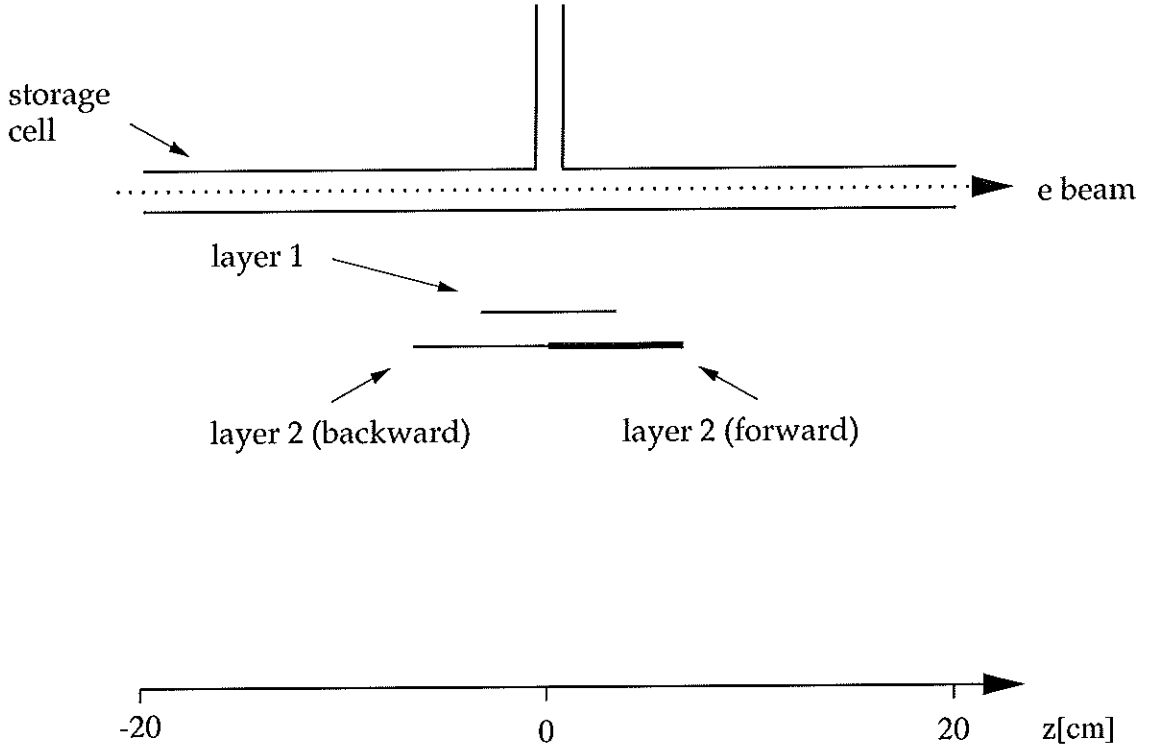 storage
cell
e beam
layer 1
layer 2 (backward)
layer 2 (forward)
-20
0
20
z[cm]